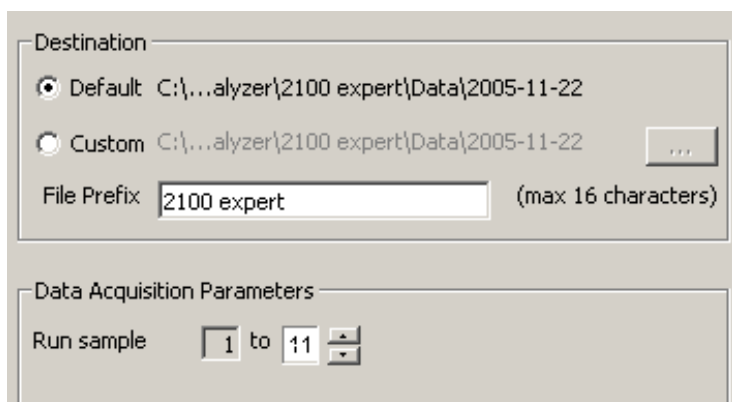 Destination
Default C:\...alyzer\2100 expert\Data\2005-11-22
Custom C:\...alyzer\2100 expert\Data\2005-11-22 ...
File Prefix 2100 expert (max 16 characters)
Data Acquisition Parameters
Run sample 1 to 11